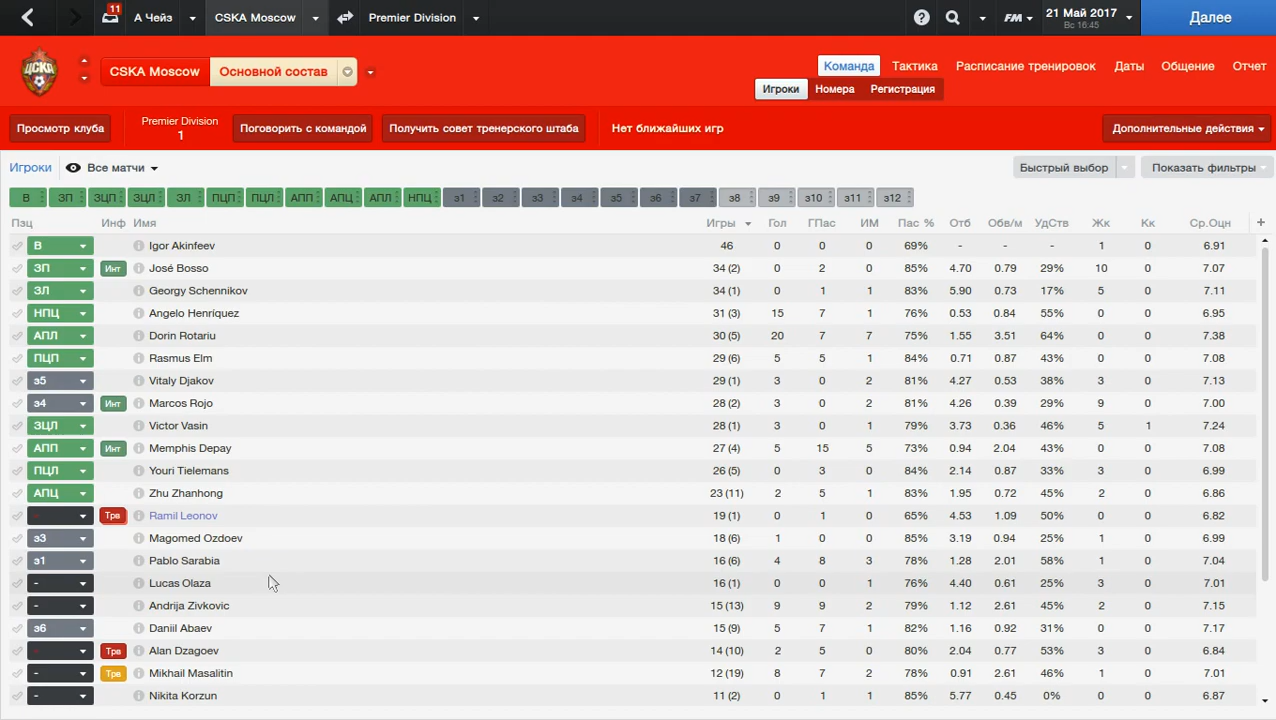 11 А Чейз CSKA Moscow Premier Division ? FM 21 Май 2017 Вс 16:45 Далее
ЦСКА CSKA Moscow Основной состав Команда Тактика Расписание тренировок Даты Общение Отчет
Игроки Номера Регистрация
Просмотр клуба Premier Division 1 Поговорить с командой Получить совет тренерского штаба Нет ближайших игр Дополнительные действия
Игроки Все матчи Быстрый выбор Показать фильтры
В ЗП ЗЦП ЗЦЛ ЗЛ ПЦП ПЦЛ АПП АПЦ АПЛ НПЦ з1 з2 з3 з4 з5 з6 з7 з8 з9 з10 з11 з12
Пзц Инф Имя Игры Гол ГПас ИМ Пас % Отб Обв/м УдСтв Жк Кк Ср.Оцн +
В Igor Akinfeev 46 0 0 0 69% - - - 1 0 6.91
ЗП Инт José Bosso 34 (2) 0 2 0 85% 4.70 0.79 29% 10 0 7.07
ЗЛ Georgy Schennikov 34 (1) 0 1 1 83% 5.90 0.73 17% 5 0 7.11
НПЦ Angelo Henriquez 31 (3) 15 7 1 76% 0.53 0.84 55% 0 0 6.95
АПЛ Dorin Rotariu 30 (5) 20 7 7 75% 1.55 3.51 64% 0 0 7.38
ПЦП Rasmus Elm 29 (6) 5 5 1 84% 0.71 0.87 43% 0 0 7.08
з5 Vitaly Djakov 29 (1) 3 0 2 81% 4.27 0.53 38% 3 0 7.13
з4 Инт Marcos Rojo 28 (2) 3 0 2 81% 4.26 0.39 29% 9 0 7.00
ЗЦЛ Victor Vasin 28 (1) 3 0 1 79% 3.73 0.36 46% 5 1 7.24
АПП Инт Memphis Depay 27 (4) 5 15 5 73% 0.94 2.04 43% 0 0 7.08
ПЦЛ Youri Tielemans 26 (5) 0 3 0 84% 2.14 0.87 33% 3 0 6.99
АПЦ Zhu Zhanhong 23 (11) 2 5 1 83% 1.95 0.72 45% 2 0 6.86
- Трв Ramil Leonov 19 (1) 0 1 0 65% 4.53 1.09 50% 0 0 6.82
з3 Magomed Ozdoev 18 (6) 1 0 0 85% 3.19 0.94 25% 1 0 6.99
з1 Pablo Sarabia 16 (6) 4 8 3 78% 1.28 2.01 58% 1 0 7.04
- Lucas Olaza 16 (1) 0 0 0 76% 4.40 0.61 25% 3 0 7.01
- Andrija Zivkovic 15 (13) 9 9 2 79% 1.12 2.61 45% 2 0 7.15
з6 Daniil Abaev 15 (9) 5 7 1 82% 1.16 0.92 31% 0 0 7.17
- Трв Alan Dzagoev 14 (10) 2 5 0 80% 2.04 0.77 53% 3 0 6.84
- Трв Mikhail Masalitin 12 (19) 8 7 2 78% 0.91 2.61 46% 1 0 7.01
- Nikita Korzun 11 (2) 0 1 1 85% 5.77 0.45 0% 0 0 6.87